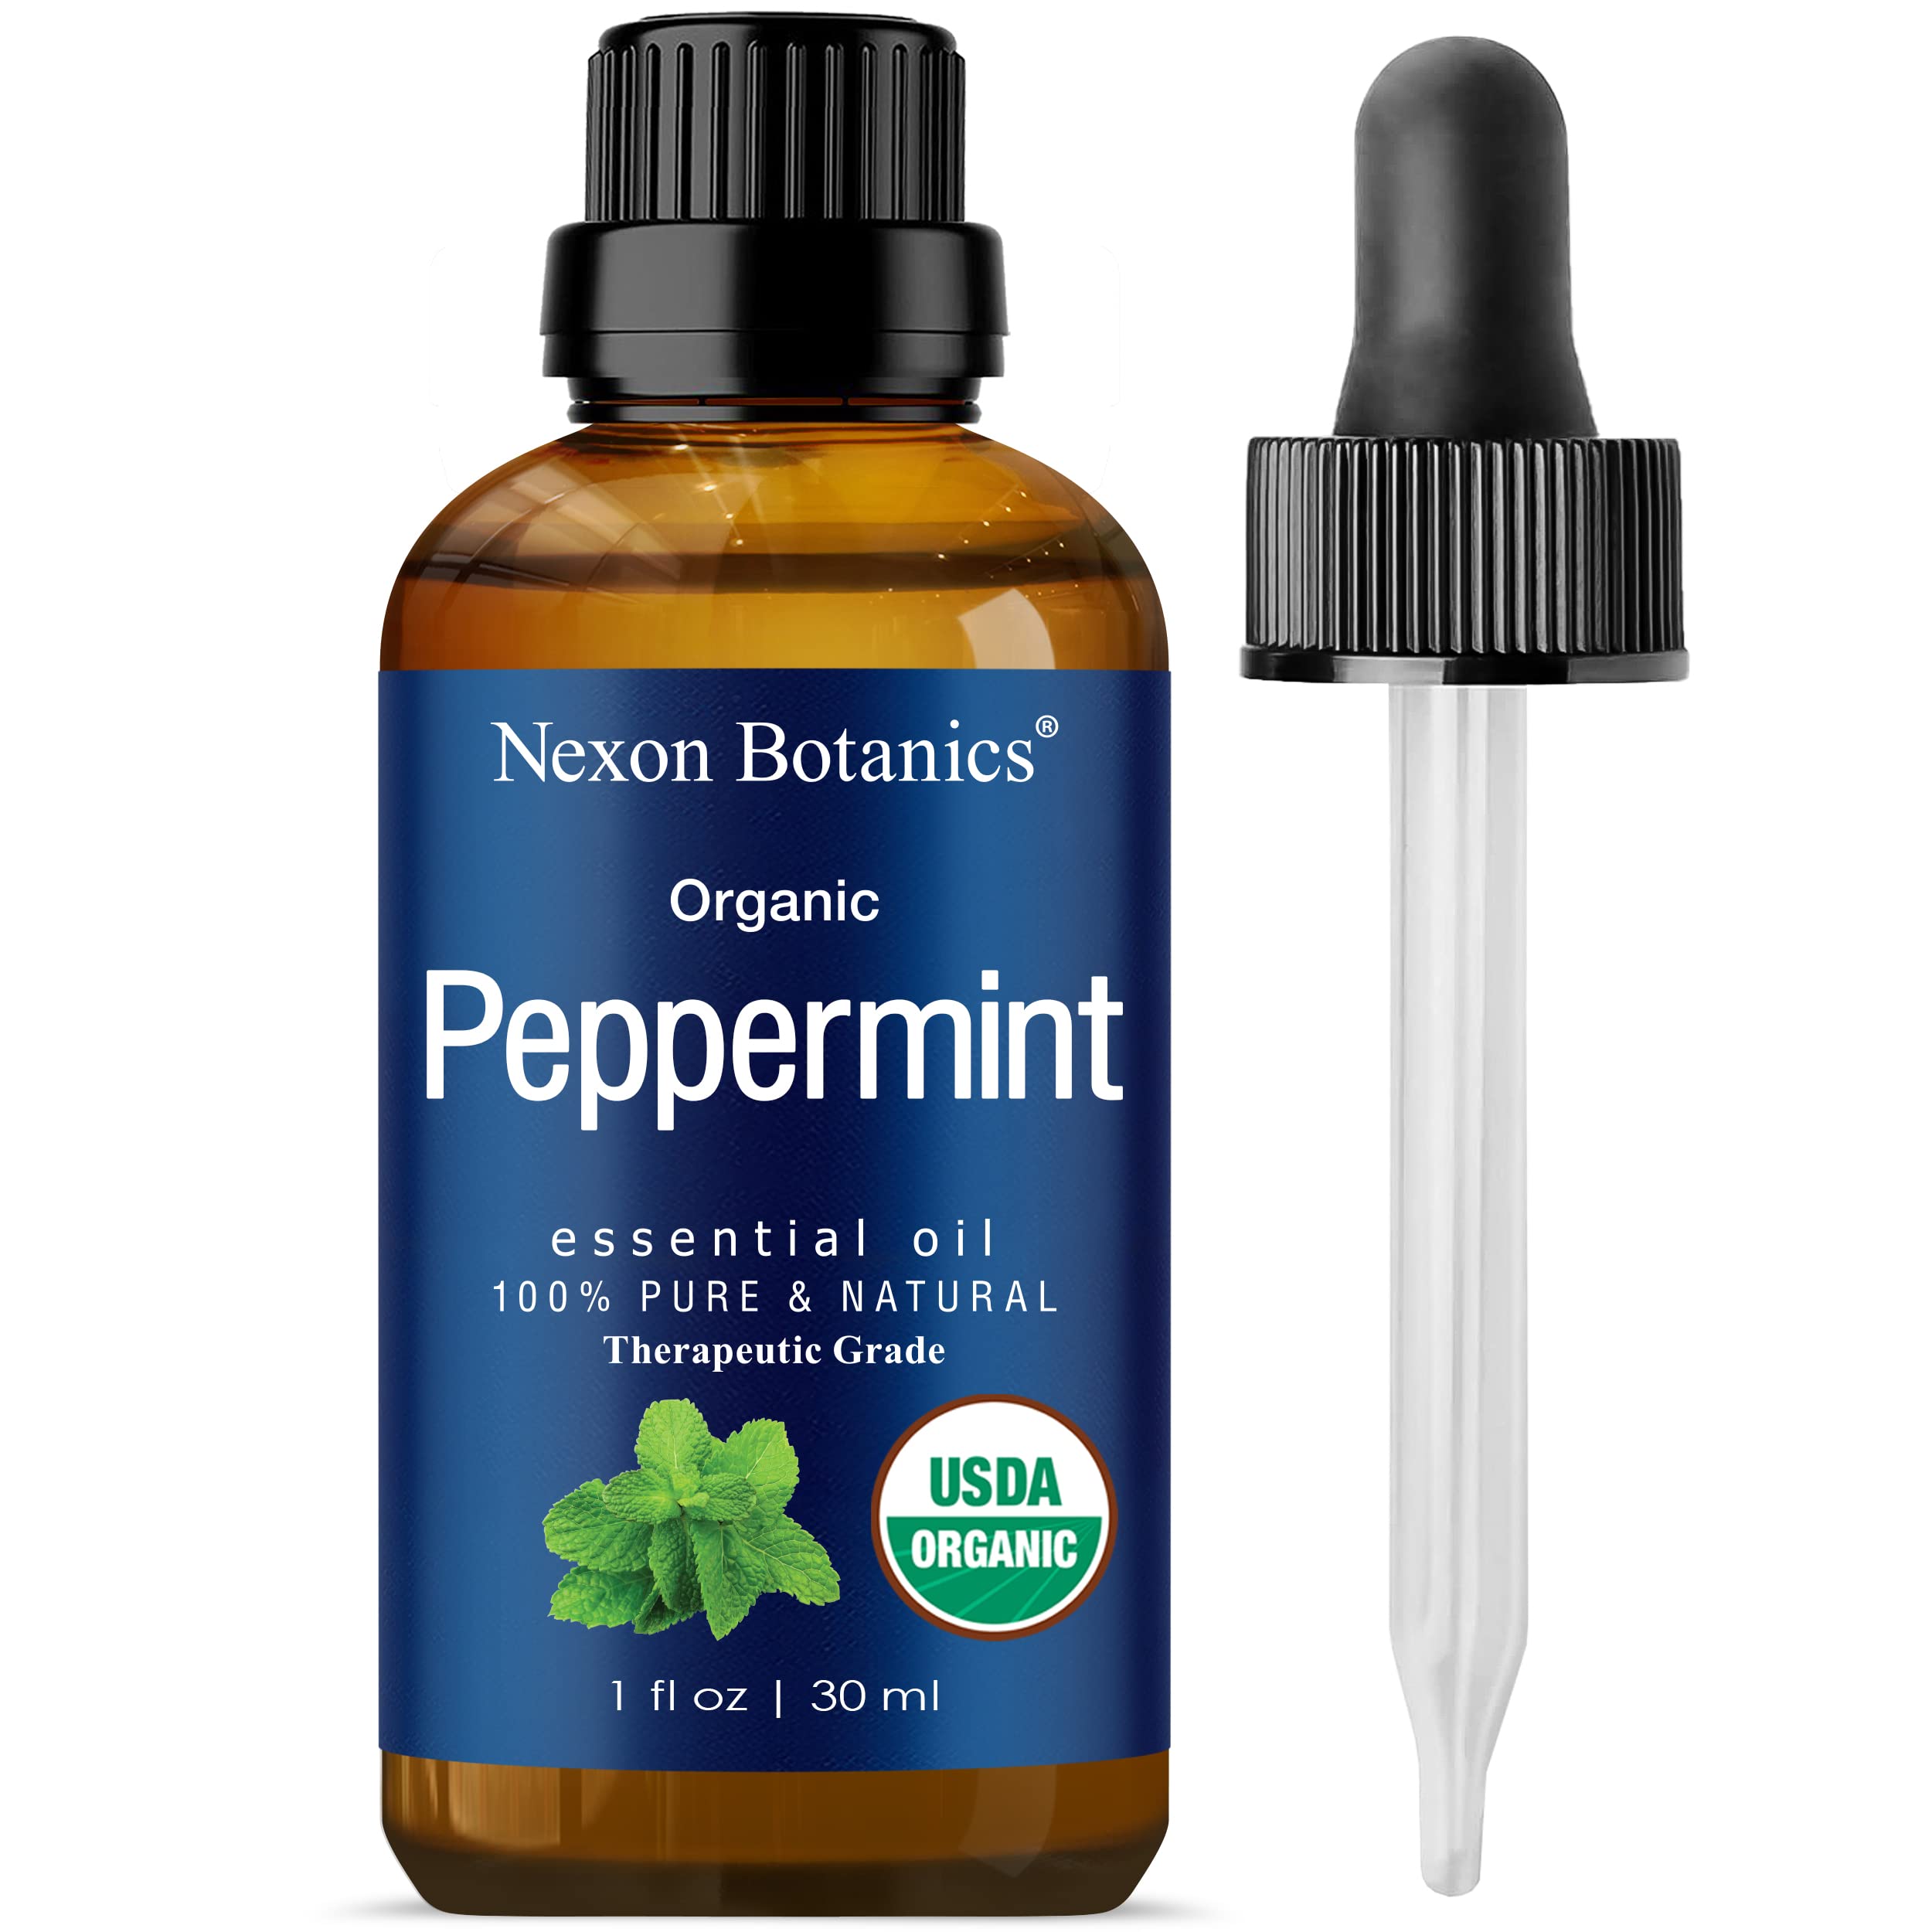 Nexon Botanics®
Organic
Peppermint
essential oil
100% PURE & NATURAL
Therapeutic Grade
USDA
ORGANIC
1 fl oz | 30 ml